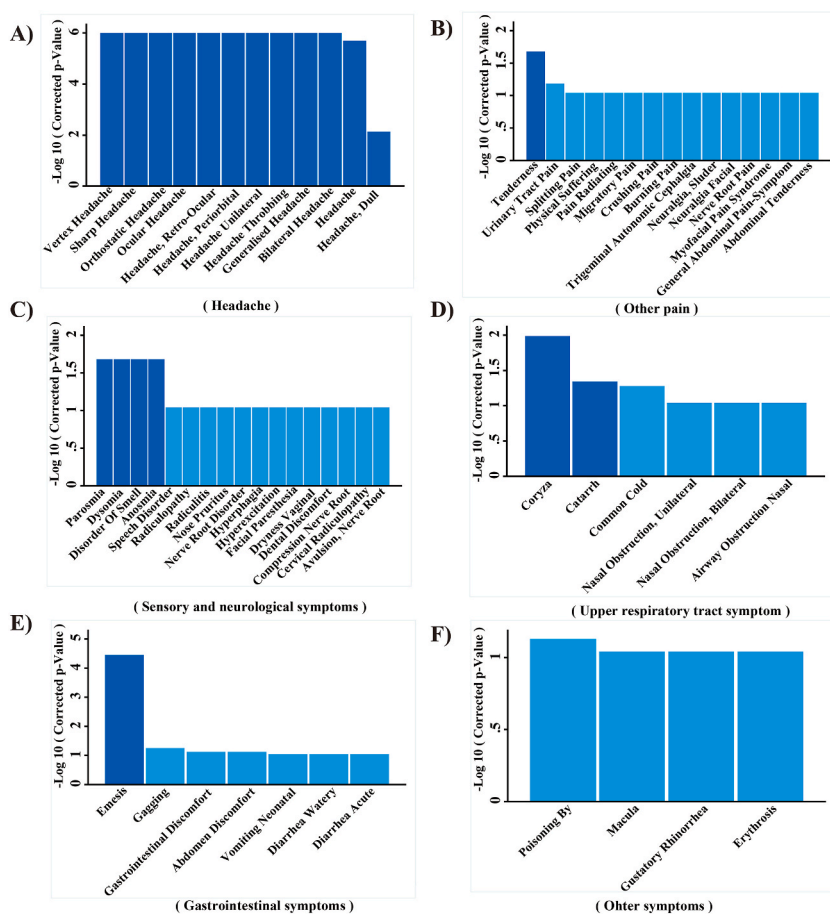 A)
-Log 10 ( Corrected p-Value )
6
4
2
0
Vertex Headache
Sharp Headache
Orthostatic Headache
Ocular Headache
Headache, Retro-Ocular
Headache, Periorbital
Headache Unilateral
Headache Throbbing
Generalised Headache
Bilateral Headache
Headache
Headache, Dull
( Headache )
B)
-Log 10 ( Corrected p-Value )
2
1.5
1
.5
0
Tenderness
Urinary Tract Pain
Splitting Pain
Physical Suffering
Pain Radiating
Migratory Pain
Crushing Pain
Burning Pain
Trigeminal Autonomic Cephalgia
Neuralgia, Sluder
Neuralgia Facial
Nerve Root Pain
Myofacial Pain Syndrome
General Abdominal Pain-Symptom
Abdominal Tenderness
( Other pain )
C)
-Log 10 ( Corrected p-Value )
2
1.5
1
.5
0
Parosmia
Dysomia
Disorder Of Smell
Anosmia
Speech Disorder
Radiculopathy
Radiculitis
Nose Pruritus
Nerve Root Disorder
Hyperphagia
Hyperexcitation
Facial Paresthesia
Dryness Vaginal
Dental Discomfort
Compression Nerve Root
Cervical Radiculopathy
Avulsion, Nerve Root
( Sensory and neurological symptoms )
D)
-Log 10 ( Corrected p-Value )
2
1.5
1
.5
0
Coryza
Catarrh
Common Cold
Nasal Obstruction, Unilateral
Nasal Obstruction, Bilateral
Airway Obstruction Nasal
( Upper respiratory tract symptom )
E)
-Log 10 ( Corrected p-Value )
5
4
3
2
1
0
Emesis
Gagging
Gastrointestinal Discomfort
Abdomen Discomfort
Vomiting Neonatal
Diarrhea Watery
Diarrhea Acute
( Gastrointestinal symptoms )
F)
-Log 10 ( Corrected p-Value )
1
.5
0
Poisoning By
Macula
Gustatory Rhinorrhea
Erythrosis
( Ohter symptoms )